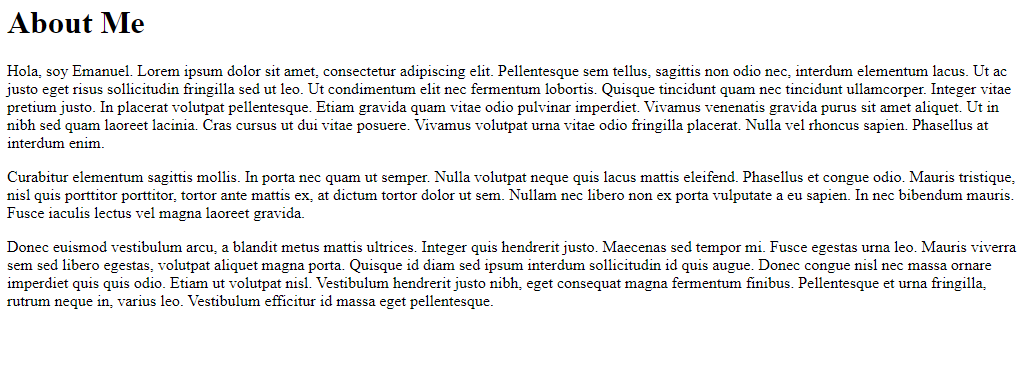 About Me
Hola, soy Emanuel. Lorem ipsum dolor sit amet, consectetur adipiscing elit. Pellentesque sem tellus, sagittis non odio nec, interdum elementum lacus. Ut ac
justo eget risus sollicitudin fringilla sed ut leo. Ut condimentum elit nec fermentum lobortis. Quisque tincidunt quam nec tincidunt ullamcorper. Integer vitae
pretium justo. In placerat volutpat pellentesque. Etiam gravida quam vitae odio pulvinar imperdiet. Vivamus venenatis gravida purus sit amet aliquet. Ut in
nibh sed quam laoreet lacinia. Cras cursus ut dui vitae posuere. Vivamus volutpat urna vitae odio fringilla placerat. Nulla vel rhoncus sapien. Phasellus at
interdum enim.
Curabitur elementum sagittis mollis. In porta nec quam ut semper. Nulla volutpat neque quis lacus mattis eleifend. Phasellus et congue odio. Mauris tristique,
nisl quis porttitor porttitor, tortor ante mattis ex, at dictum tortor dolor ut sem. Nullam nec libero non ex porta vulputate a eu sapien. In nec bibendum mauris.
Fusce iaculis lectus vel magna laoreet gravida.
Donec euismod vestibulum arcu, a blandit metus mattis ultrices. Integer quis hendrerit justo. Maecenas sed tempor mi. Fusce egestas urna leo. Mauris viverra
sem sed libero egestas, volutpat aliquet magna porta. Quisque id diam sed ipsum interdum sollicitudin id quis augue. Donec congue nisl nec massa ornare
imperdiet quis quis odio. Etiam ut volutpat nisl. Vestibulum hendrerit justo nibh, eget consequat magna fermentum finibus. Pellentesque et urna fringilla,
rutrum neque in, varius leo. Vestibulum efficitur id massa eget pellentesque.